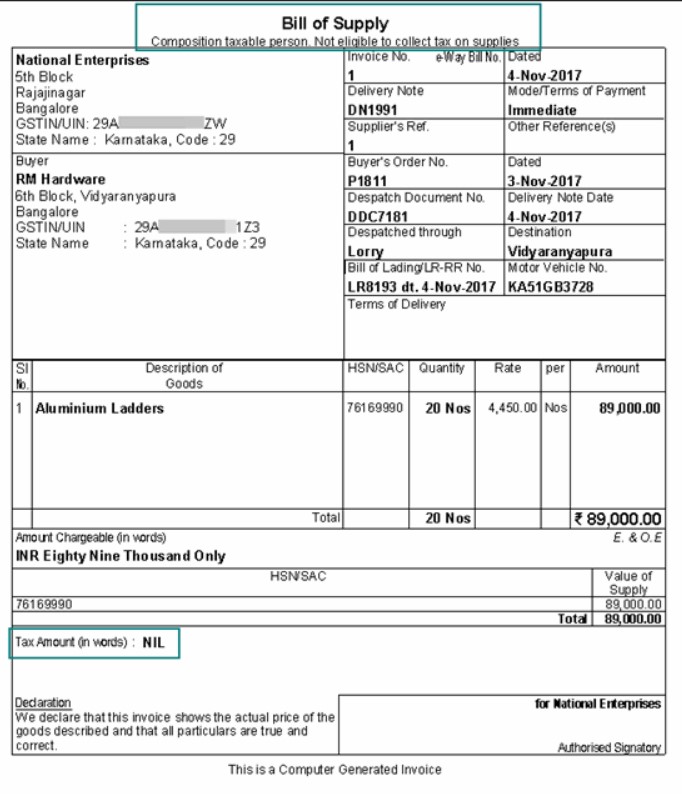 Bill of Supply
Composition taxable person. Not eligible to collect tax on supplies
National Enterprises
5th Block
Rajajinagar
Bangalore
GSTIN/UIN: 29A ZW
State Name : Karnataka, Code : 29
Invoice No. e-Way Bill No. Dated
1 4-Nov-2017
Delivery Note Mode/Terms of Payment
DN1991 Immediate
Supplier's Ref. Other Reference(s)
1
Buyer
RM Hardware
6th Block, Vidyaranyapura
Bangalore
GSTIN/UIN : 29A 1Z3
State Name : Karnataka, Code : 29
Buyer's Order No. Dated
P1811 3-Nov-2017
Despatch Document No. Delivery Note Date
DDC7181 4-Nov-2017
Despatched through Destination
Lorry Vidyaranyapura
Bill of Lading/LR-RR No. Motor Vehicle No.
LR8193 dt. 4-Nov-2017 KA51GB3728
Terms of Delivery
Sl No. Description of Goods HSN/SAC Quantity Rate per Amount
1 Aluminium Ladders 76169990 20 Nos 4,450.00 Nos 89,000.00
Total 20 Nos ₹ 89,000.00
Amount Chargeable (in words) E. & O.E
INR Eighty Nine Thousand Only
HSN/SAC Value of Supply
76169990 89,000.00
Total 89,000.00
Tax Amount (in words) : NIL
Declaration
We declare that this invoice shows the actual price of the
goods described and that all particulars are true and
correct.
for National Enterprises
Authorised Signatory
This is a Computer Generated Invoice